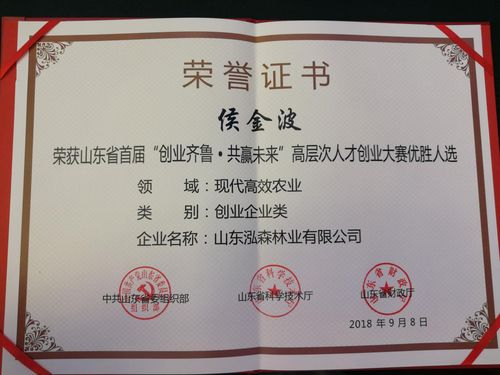 荣誉证书
侯金波
荣获山东省首届“创业齐鲁·共赢未来”高层次人才创业大赛优胜人选
领 域：现代高效农业
类 别：创业企业类
企业名称：山东泓森林业有限公司
中共山东省委组织部 山东省科学技术厅 山东省财政厅
2018年9月8日